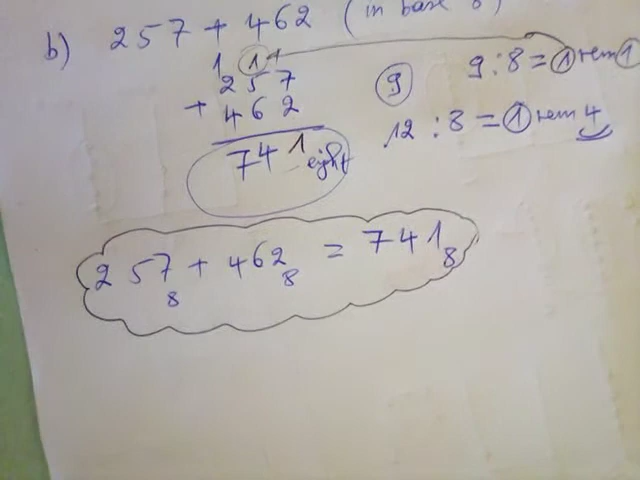 b) 257 + 462 (in base 8)
1 1+
257
+ 462
741 eight
9
9 : 8 = 1 rem 1
12 : 8 = 1 rem 4
257₈ + 462₈ = 741₈